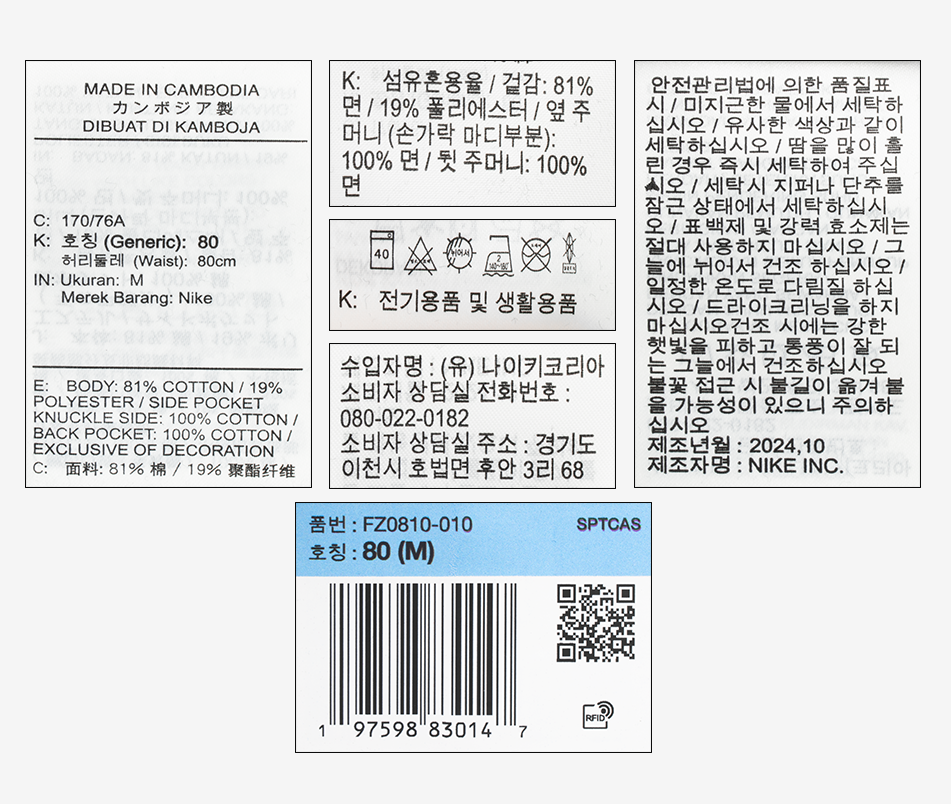 MADE IN CAMBODIA
カンボジア製
DIBUAT DI KAMBOJA
C: 170/76A
K: 호칭 (Generic): 80
허리둘레 (Waist): 80cm
IN: Ukuran: M
Merek Barang: Nike
E: BODY: 81% COTTON / 19%
POLYESTER / SIDE POCKET
KNUCKLE SIDE: 100% COTTON /
BACK POCKET: 100% COTTON /
EXCLUSIVE OF DECORATION
C: 面料: 81% 棉 / 19% 聚酯纤维
K: 섬유혼용율 / 겉감: 81%
면 / 19% 폴리에스터 / 옆 주
머니 (손가락 마디부분):
100% 면 / 뒷 주머니: 100%
면
40
K: 전기용품 및 생활용품
수입자명 : (유) 나이키코리아
소비자 상담실 전화번호 :
080-022-0182
소비자 상담실 주소 : 경기도
이천시 호법면 후안 3리 68
안전관리법에 의한 품질표
시 / 미지근한 물에서 세탁하
십시오 / 유사한 색상과 같이
세탁하십시오 / 땀을 많이 흘
린 경우 즉시 세탁하여 주십
시오 / 세탁시 지퍼나 단추를
잠근 상태에서 세탁하십시
오 / 표백제 및 강력 효소제는
절대 사용하지 마십시오 / 그
늘에 뉘어서 건조 하십시오 /
일정한 온도로 다림질 하십
시오 / 드라이크리닝을 하지
마십시오건조 시에는 강한
햇빛을 피하고 통풍이 잘 되
는 그늘에서 건조하십시오
불꽃 접근 시 불길이 옮겨 붙
을 가능성이 있으니 주의하
십시오
제조년월 : 2024,10
제조자명 : NIKE INC.
품번 : FZ0810-010
SPTCAS
호칭 : 80 (M)
RFID
1 97598 83014 7